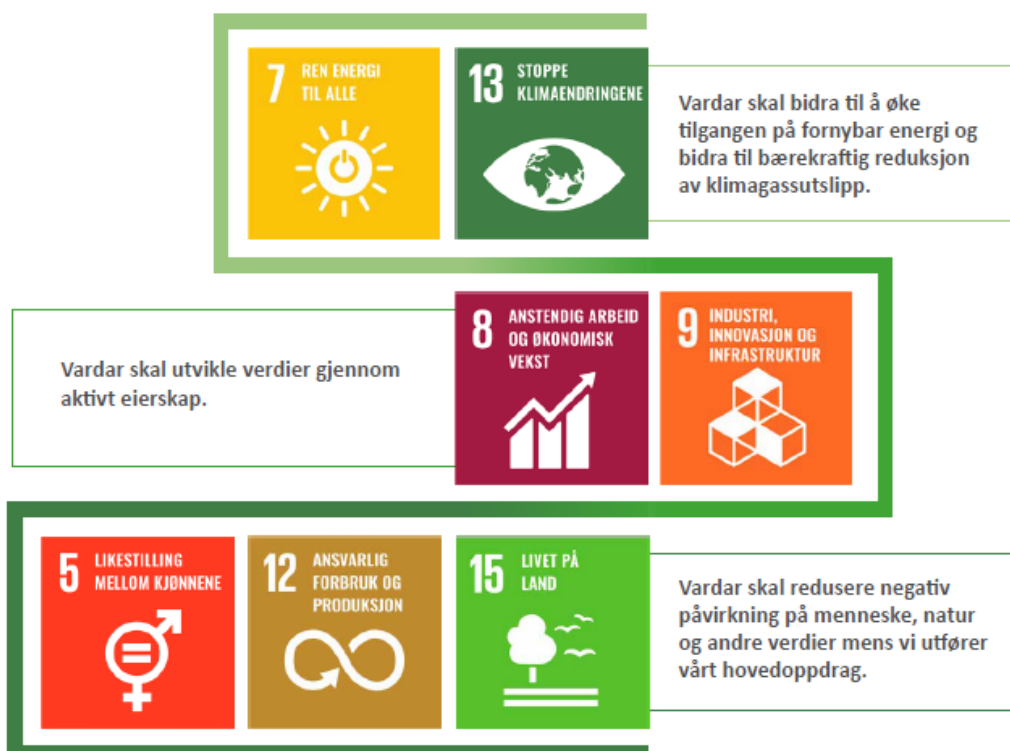 7 REN ENERGI
TIL ALLE
13 STOPPE
KLIMAENDRINGENE
Vardar skal bidra til å øke
tilgangen på fornybar energi og
bidra til bærekraftig reduksjon
av klimagassutslipp.
Vardar skal utvikle verdier gjennom
aktivt eierskap.
8 ANSTENDIG ARBEID
OG ØKONOMISK
VEKST
9 INDUSTRI,
INNOVASJON OG
INFRASTRUKTUR
5 LIKESTILLING
MELLOM KJØNNENE
12 ANSVARLIG
FORBRUK OG
PRODUKSJON
15 LIVET PÅ
LAND
Vardar skal redusere negativ
påvirkning på menneske, natur
og andre verdier mens vi utfører
vårt hovedoppdrag.